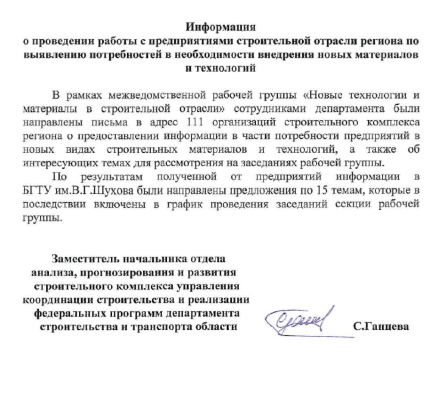 Информация
о проведении работы с предприятиями строительной отрасли региона по
выявлению потребностей в необходимости внедрения новых материалов
и технологий
В рамках межведомственной рабочей группы «Новые технологии и
материалы в строительной отрасли» сотрудниками департамента были
направлены письма в адрес 111 организаций строительного комплекса
региона о предоставлении информации в части потребности предприятий в
новых видах строительных материалов и технологий, а также об
интересующих темах для рассмотрения на заседаниях рабочей группы.
По результатам полученной от предприятий информации в
БГТУ им.В.Г.Шухова были направлены предложения по 15 темам, которые в
последствии включены в график проведения заседаний секции рабочей
группы.
Заместитель начальника отдела
анализа, прогнозирования и развития
строительного комплекса управления
координации строительства и реализации
федеральных программ департамента
строительства и транспорта области С.Ганцева